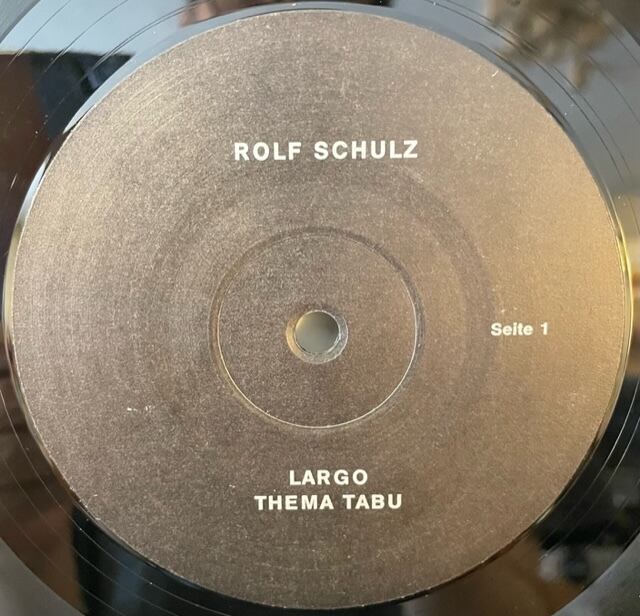 ROLF SCHULZ
Seite 1
LARGO
THEMA TABU